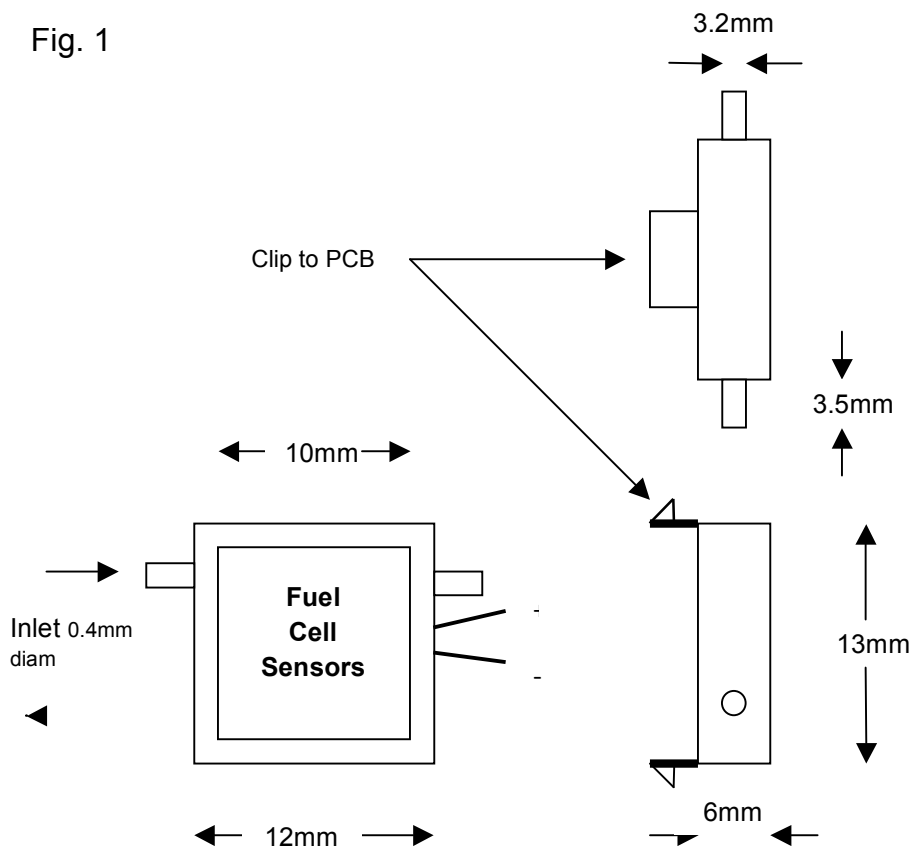 Fig. 1
3.2mm
Clip to PCB
3.5mm
10mm
Fuel
Cell
Sensors
Inlet 0.4mm
diam
-
-
13mm
6mm
12mm